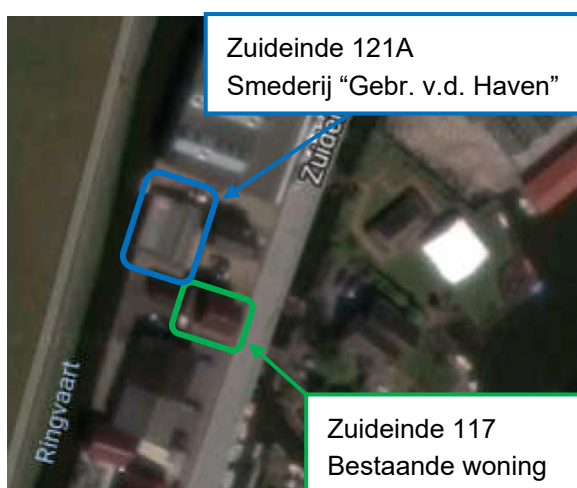 Zuideinde 121A
Smederij “Gebr. v.d. Haven”
Zuide
Ringvaart
Zuideinde 117
Bestaande woning